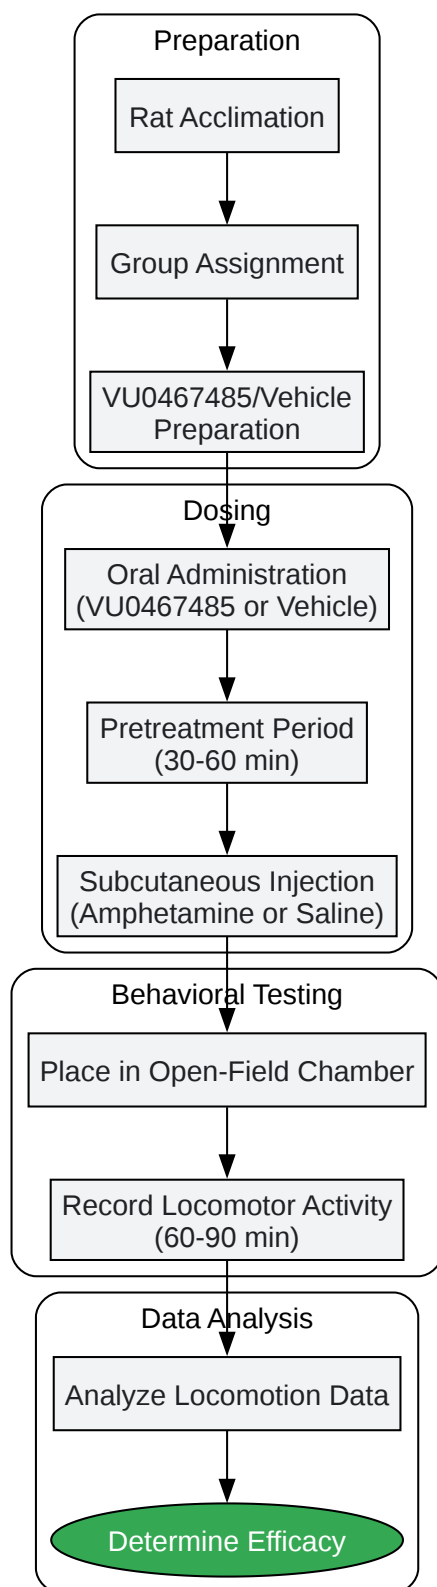 Preparation
Rat Acclimation
Group Assignment
VU0467485/Vehicle
Preparation
Dosing
Oral Administration
(VU0467485 or Vehicle)
Pretreatment Period
(30-60 min)
Subcutaneous Injection
(Amphetamine or Saline)
Behavioral Testing
Place in Open-Field Chamber
Record Locomotor Activity
(60-90 min)
Data Analysis
Analyze Locomotion Data
Determine Efficacy